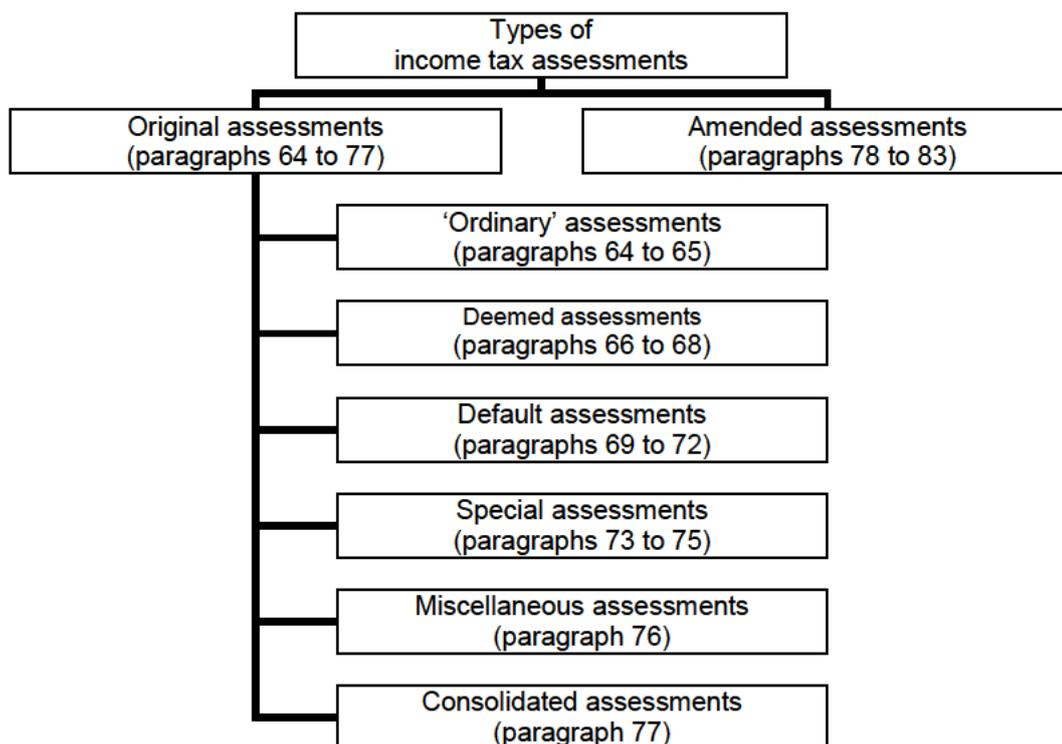 Types of
income tax assessments
Original assessments
(paragraphs 64 to 77)
Amended assessments
(paragraphs 78 to 83)
‘Ordinary’ assessments
(paragraphs 64 to 65)
Deemed assessments
(paragraphs 66 to 68)
Default assessments
(paragraphs 69 to 72)
Special assessments
(paragraphs 73 to 75)
Miscellaneous assessments
(paragraph 76)
Consolidated assessments
(paragraph 77)